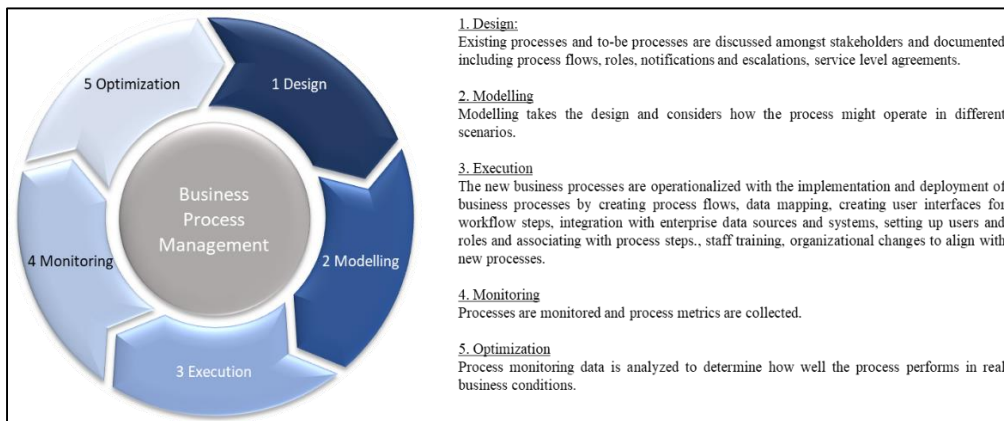 5 Optimization
1 Design
Business
Process
Management
4 Monitoring
2 Modelling
3 Execution
1. Design:
Existing processes and to-be processes are discussed amongst stakeholders and documented
including process flows, roles, notifications and escalations, service level agreements.
2. Modelling
Modelling takes the design and considers how the process might operate in different
scenarios.
3. Execution
The new business processes are operationalized with the implementation and deployment of
business processes by creating process flows, data mapping, creating user interfaces for
workflow steps, integration with enterprise data sources and systems, setting up users and
roles and associating with process steps., staff training, organizational changes to align with
new processes.
4. Monitoring
Processes are monitored and process metrics are collected.
5. Optimization
Process monitoring data is analyzed to determine how well the process performs in real
business conditions.